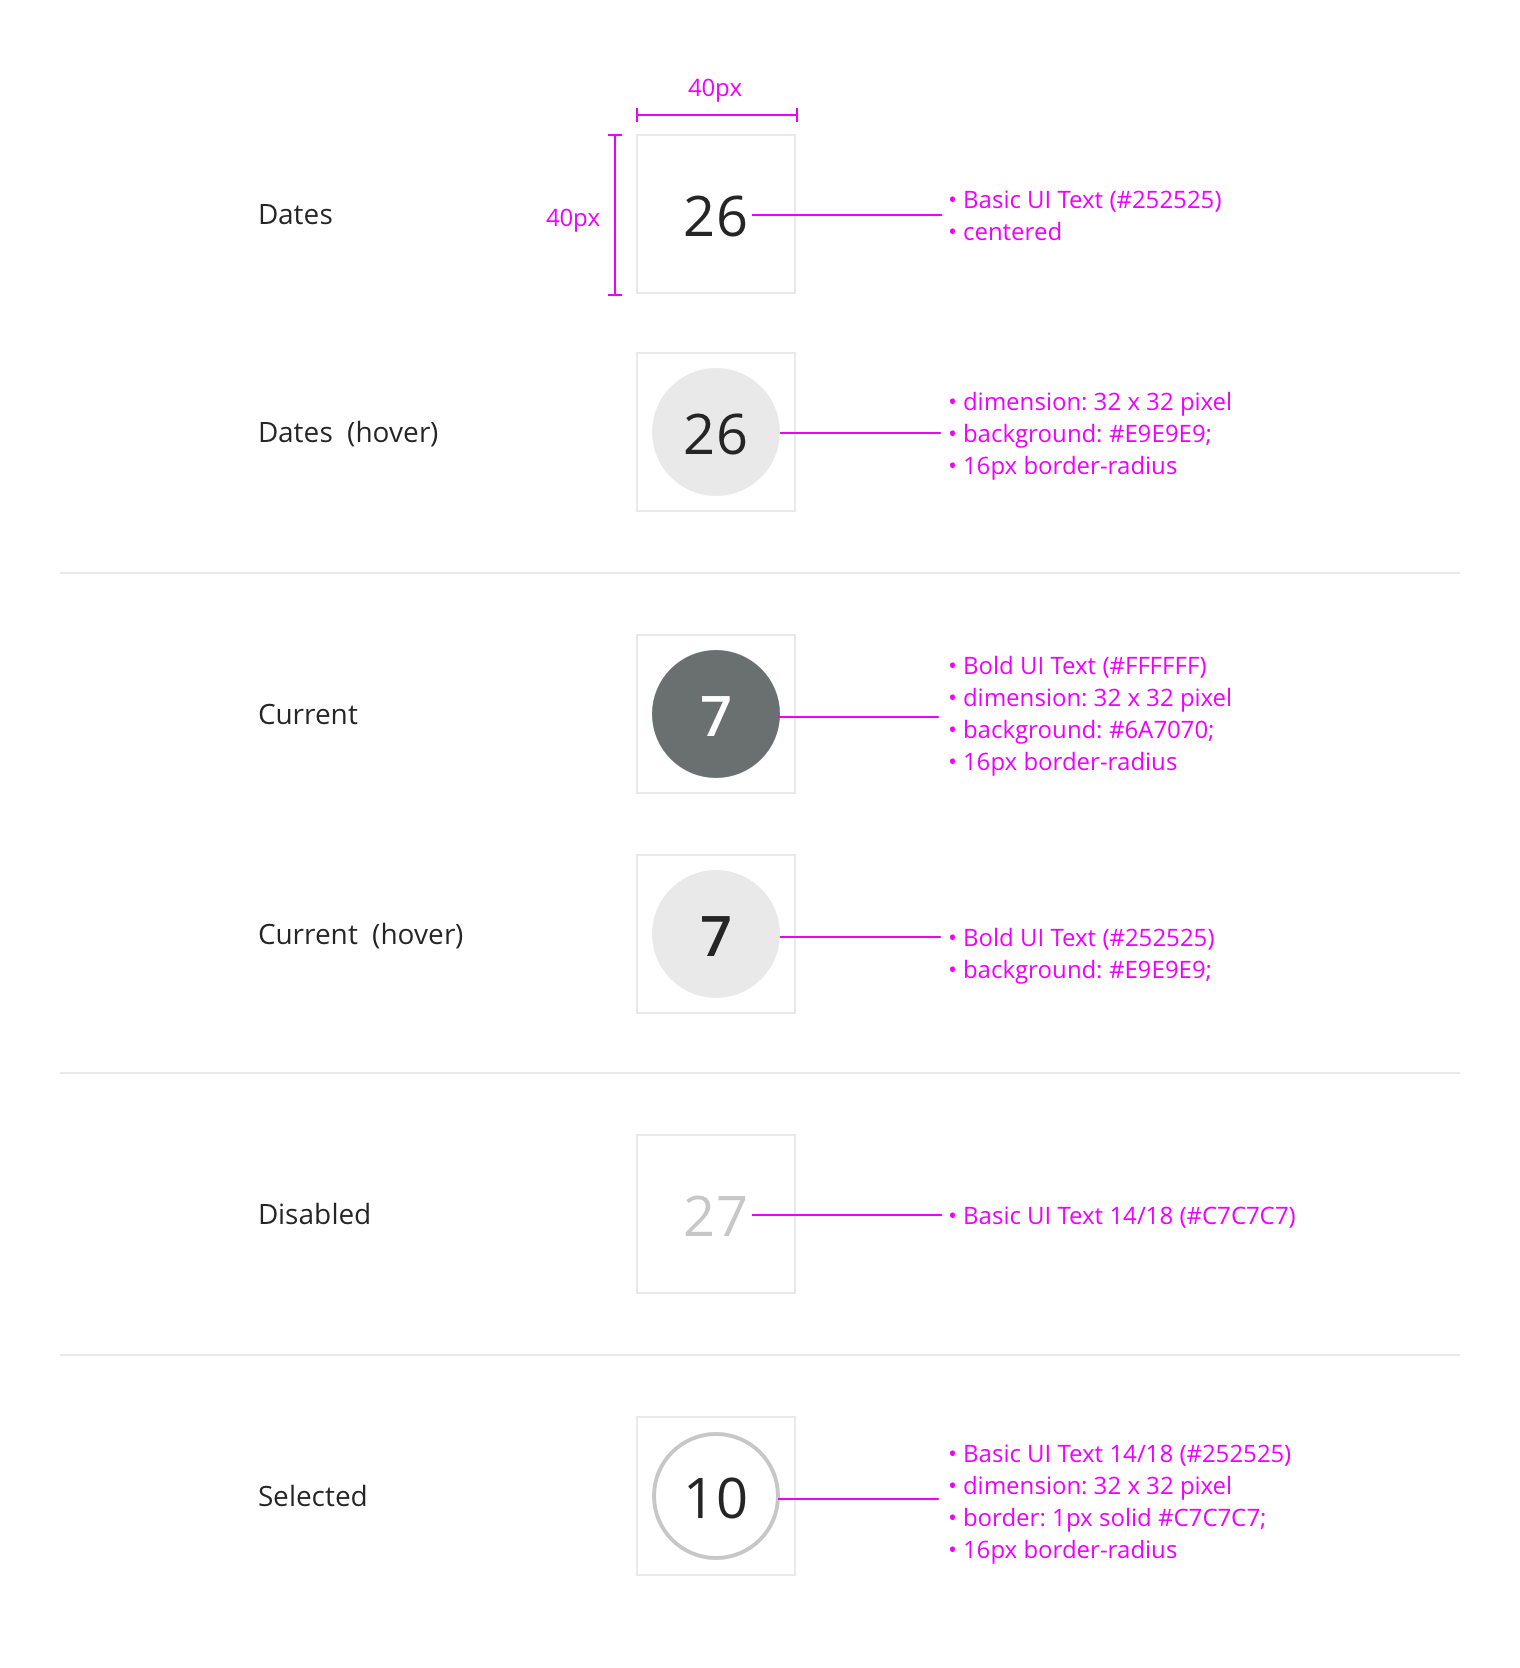 40px
40px
Dates
26
• Basic UI Text (#252525)
• centered
Dates (hover)
26
• dimension: 32 x 32 pixel
• background: #E9E9E9;
• 16px border-radius
Current
7
• Bold UI Text (#FFFFFF)
• dimension: 32 x 32 pixel
• background: #6A7070;
• 16px border-radius
Current (hover)
7
• Bold UI Text (#252525)
• background: #E9E9E9;
Disabled
27
• Basic UI Text 14/18 (#C7C7C7)
Selected
10
• Basic UI Text 14/18 (#252525)
• dimension: 32 x 32 pixel
• border: 1px solid #C7C7C7;
• 16px border-radius